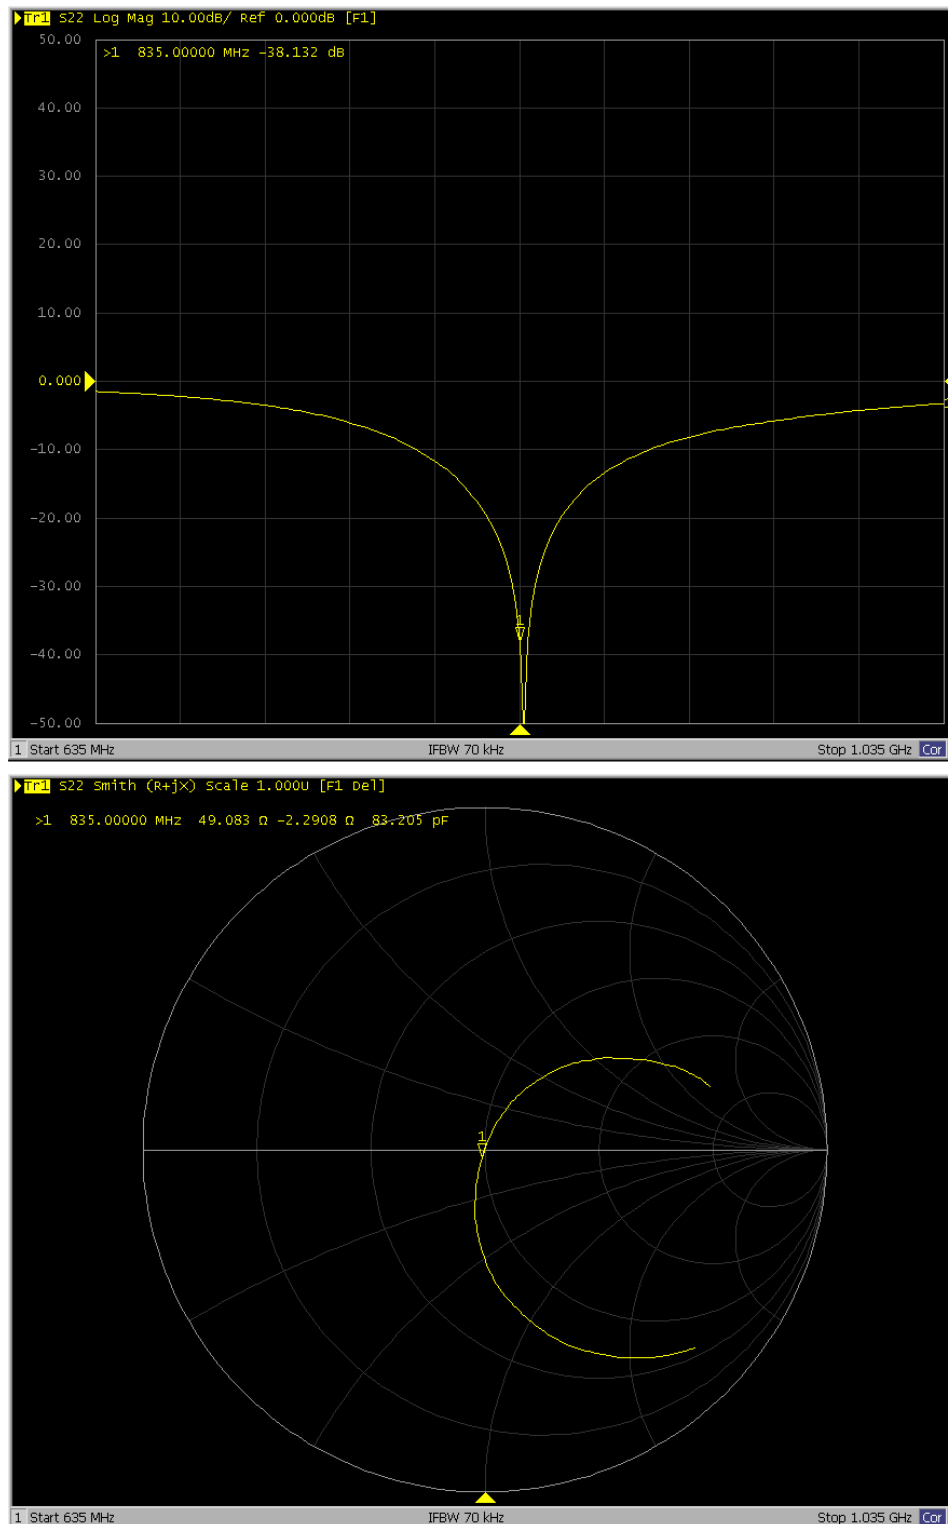 Tr1 S22 Log Mag 10.00dB/ Ref 0.000dB [F1]
50.00
>1 835.00000 MHz -38.132 dB
40.00
30.00
20.00
10.00
0.000
-10.00
-20.00
-30.00
1
-40.00
-50.00
1 Start 635 MHz IFBW 70 kHz Stop 1.035 GHz Cor
Tr1 S22 Smith (R+jX) Scale 1.000U [F1 Del]
>1 835.00000 MHz 49.083 Ω -2.2908 Ω 83.205 pF
1
1 Start 635 MHz IFBW 70 kHz Stop 1.035 GHz Cor